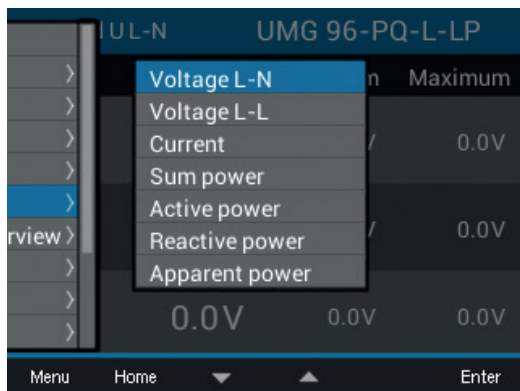 UL-N UMG 96-PQ-L-LP
Maximum
Voltage L-N
Voltage L-L
Current
0.0V
Sum power
Active power
0.0V
rview
Reactive power
Apparent power
0.0V 0.0V 0.0V
Menu Home Enter